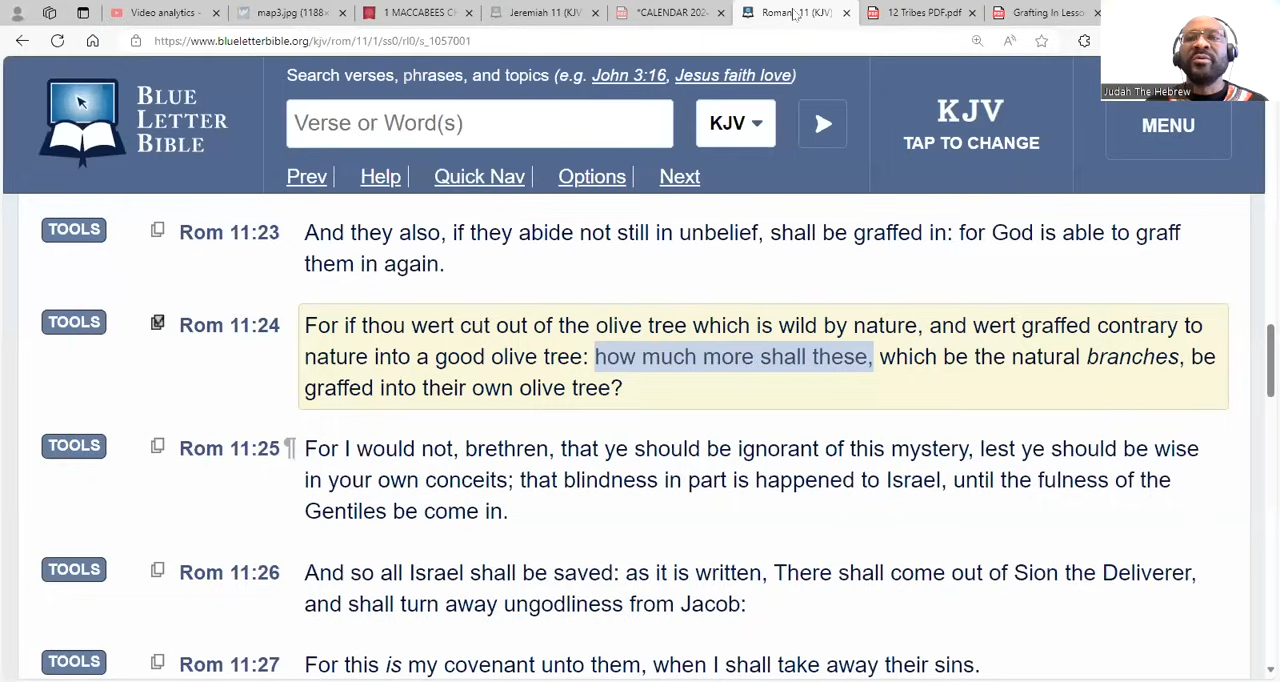 Video analytics -
map3.jpg (1188×
1 MACCABEES C
Jeremiah 11 (KJV
*CALENDAR 202
Romans 11 (KJV)
12 Tribes PDF.pdf
Grafting In Lesso
https://www.blueletterbible.org/kjv/rom/11/1/ss0/rl0/s_1057001
Judah The Hebrew
BLUE
LETTER
BIBLE
Search verses, phrases, and topics (e.g. John 3:16, Jesus faith love)
Verse or Word(s)
KJV
KJV
TAP TO CHANGE
MENU
Prev | Help | Quick Nav | Options | Next
TOOLS Rom 11:23 And they also, if they abide not still in unbelief, shall be graffed in: for God is able to graff
them in again.
TOOLS Rom 11:24 For if thou wert cut out of the olive tree which is wild by nature, and wert graffed contrary to
nature into a good olive tree: how much more shall these, which be the natural branches, be
graffed into their own olive tree?
TOOLS Rom 11:25 ¶ For I would not, brethren, that ye should be ignorant of this mystery, lest ye should be wise
in your own conceits; that blindness in part is happened to Israel, until the fulness of the
Gentiles be come in.
TOOLS Rom 11:26 And so all Israel shall be saved: as it is written, There shall come out of Sion the Deliverer,
and shall turn away ungodliness from Jacob:
TOOLS Rom 11:27 For this is my covenant unto them, when I shall take away their sins.